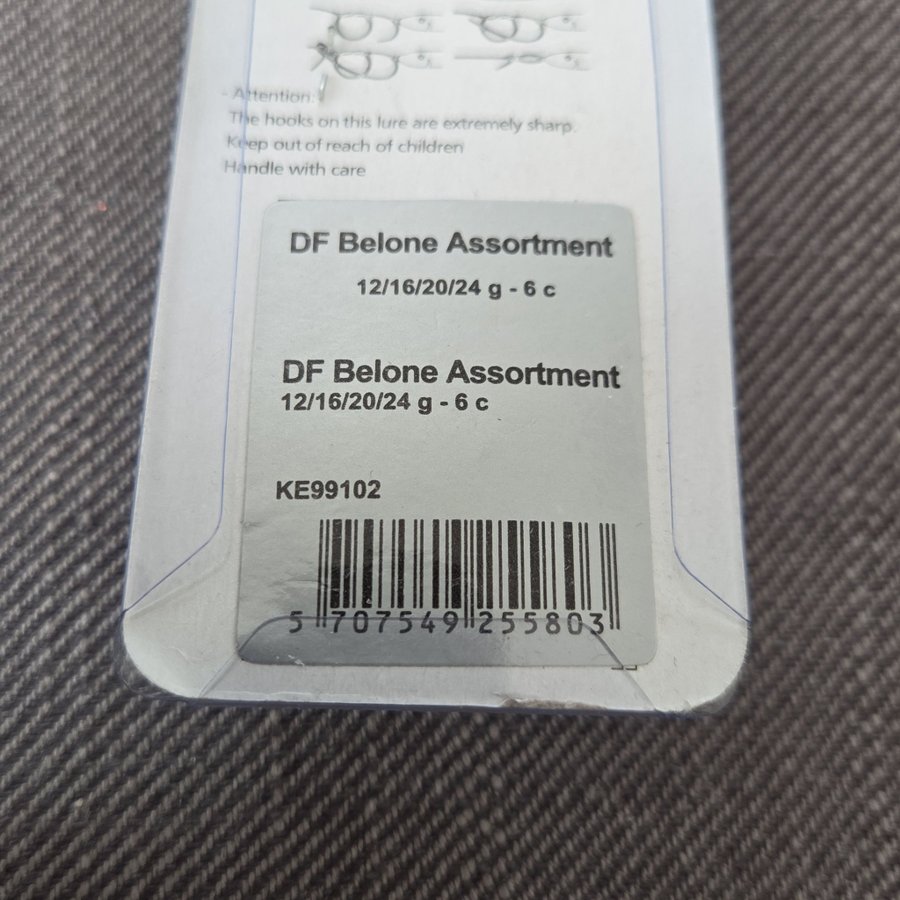 - Attention:
The hooks on this lure are extremely sharp.
Keep out of reach of children
Handle with care
DF Belone Assortment
12/16/20/24 g - 6 c
DF Belone Assortment
12/16/20/24 g - 6 c
KE99102
5 707549 255803